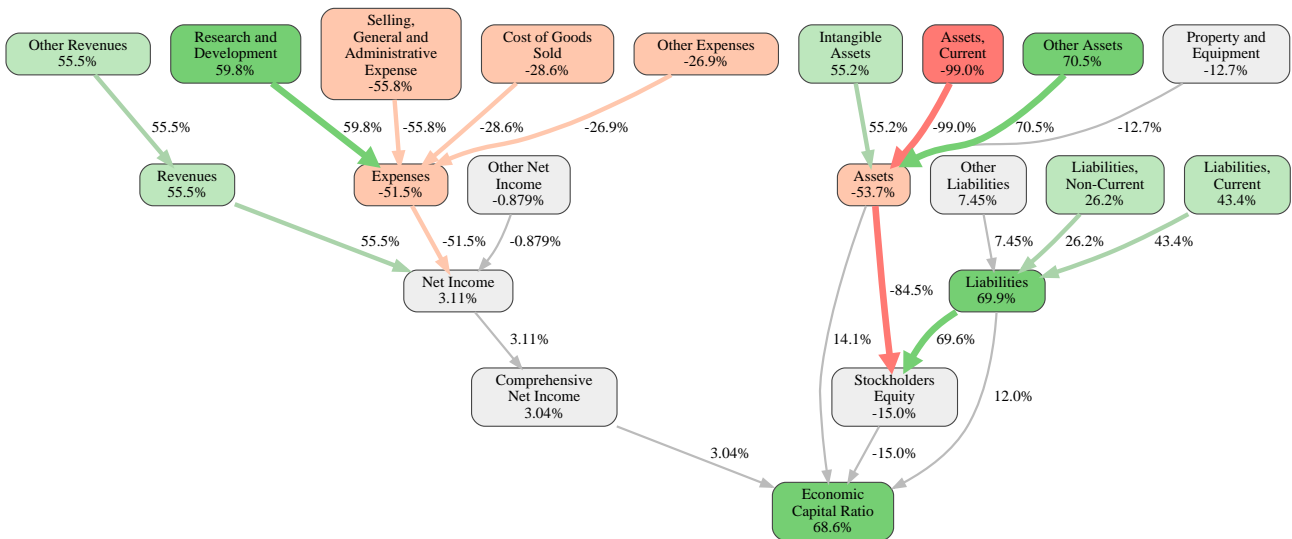 Other Revenues
55.5%
Research and
Development
59.8%
Selling,
General and
Administrative
Expense
-55.8%
Cost of Goods
Sold
-28.6%
Other Expenses
-26.9%
Intangible
Assets
55.2%
Assets,
Current
-99.0%
Other Assets
70.5%
Property and
Equipment
-12.7%
55.5%
59.8%
-55.8%
-28.6%
-26.9%
55.2%
-99.0%
70.5%
-12.7%
Revenues
55.5%
Expenses
-51.5%
Other Net
Income
-0.879%
Assets
-53.7%
Other
Liabilities
7.45%
Liabilities,
Non-Current
26.2%
Liabilities,
Current
43.4%
55.5%
-51.5%
-0.879%
7.45%
26.2%
43.4%
Net Income
3.11%
-84.5%
Liabilities
69.9%
3.11%
14.1%
69.6%
Comprehensive
Net Income
3.04%
Stockholders
Equity
-15.0%
12.0%
3.04%
-15.0%
Economic
Capital Ratio
68.6%